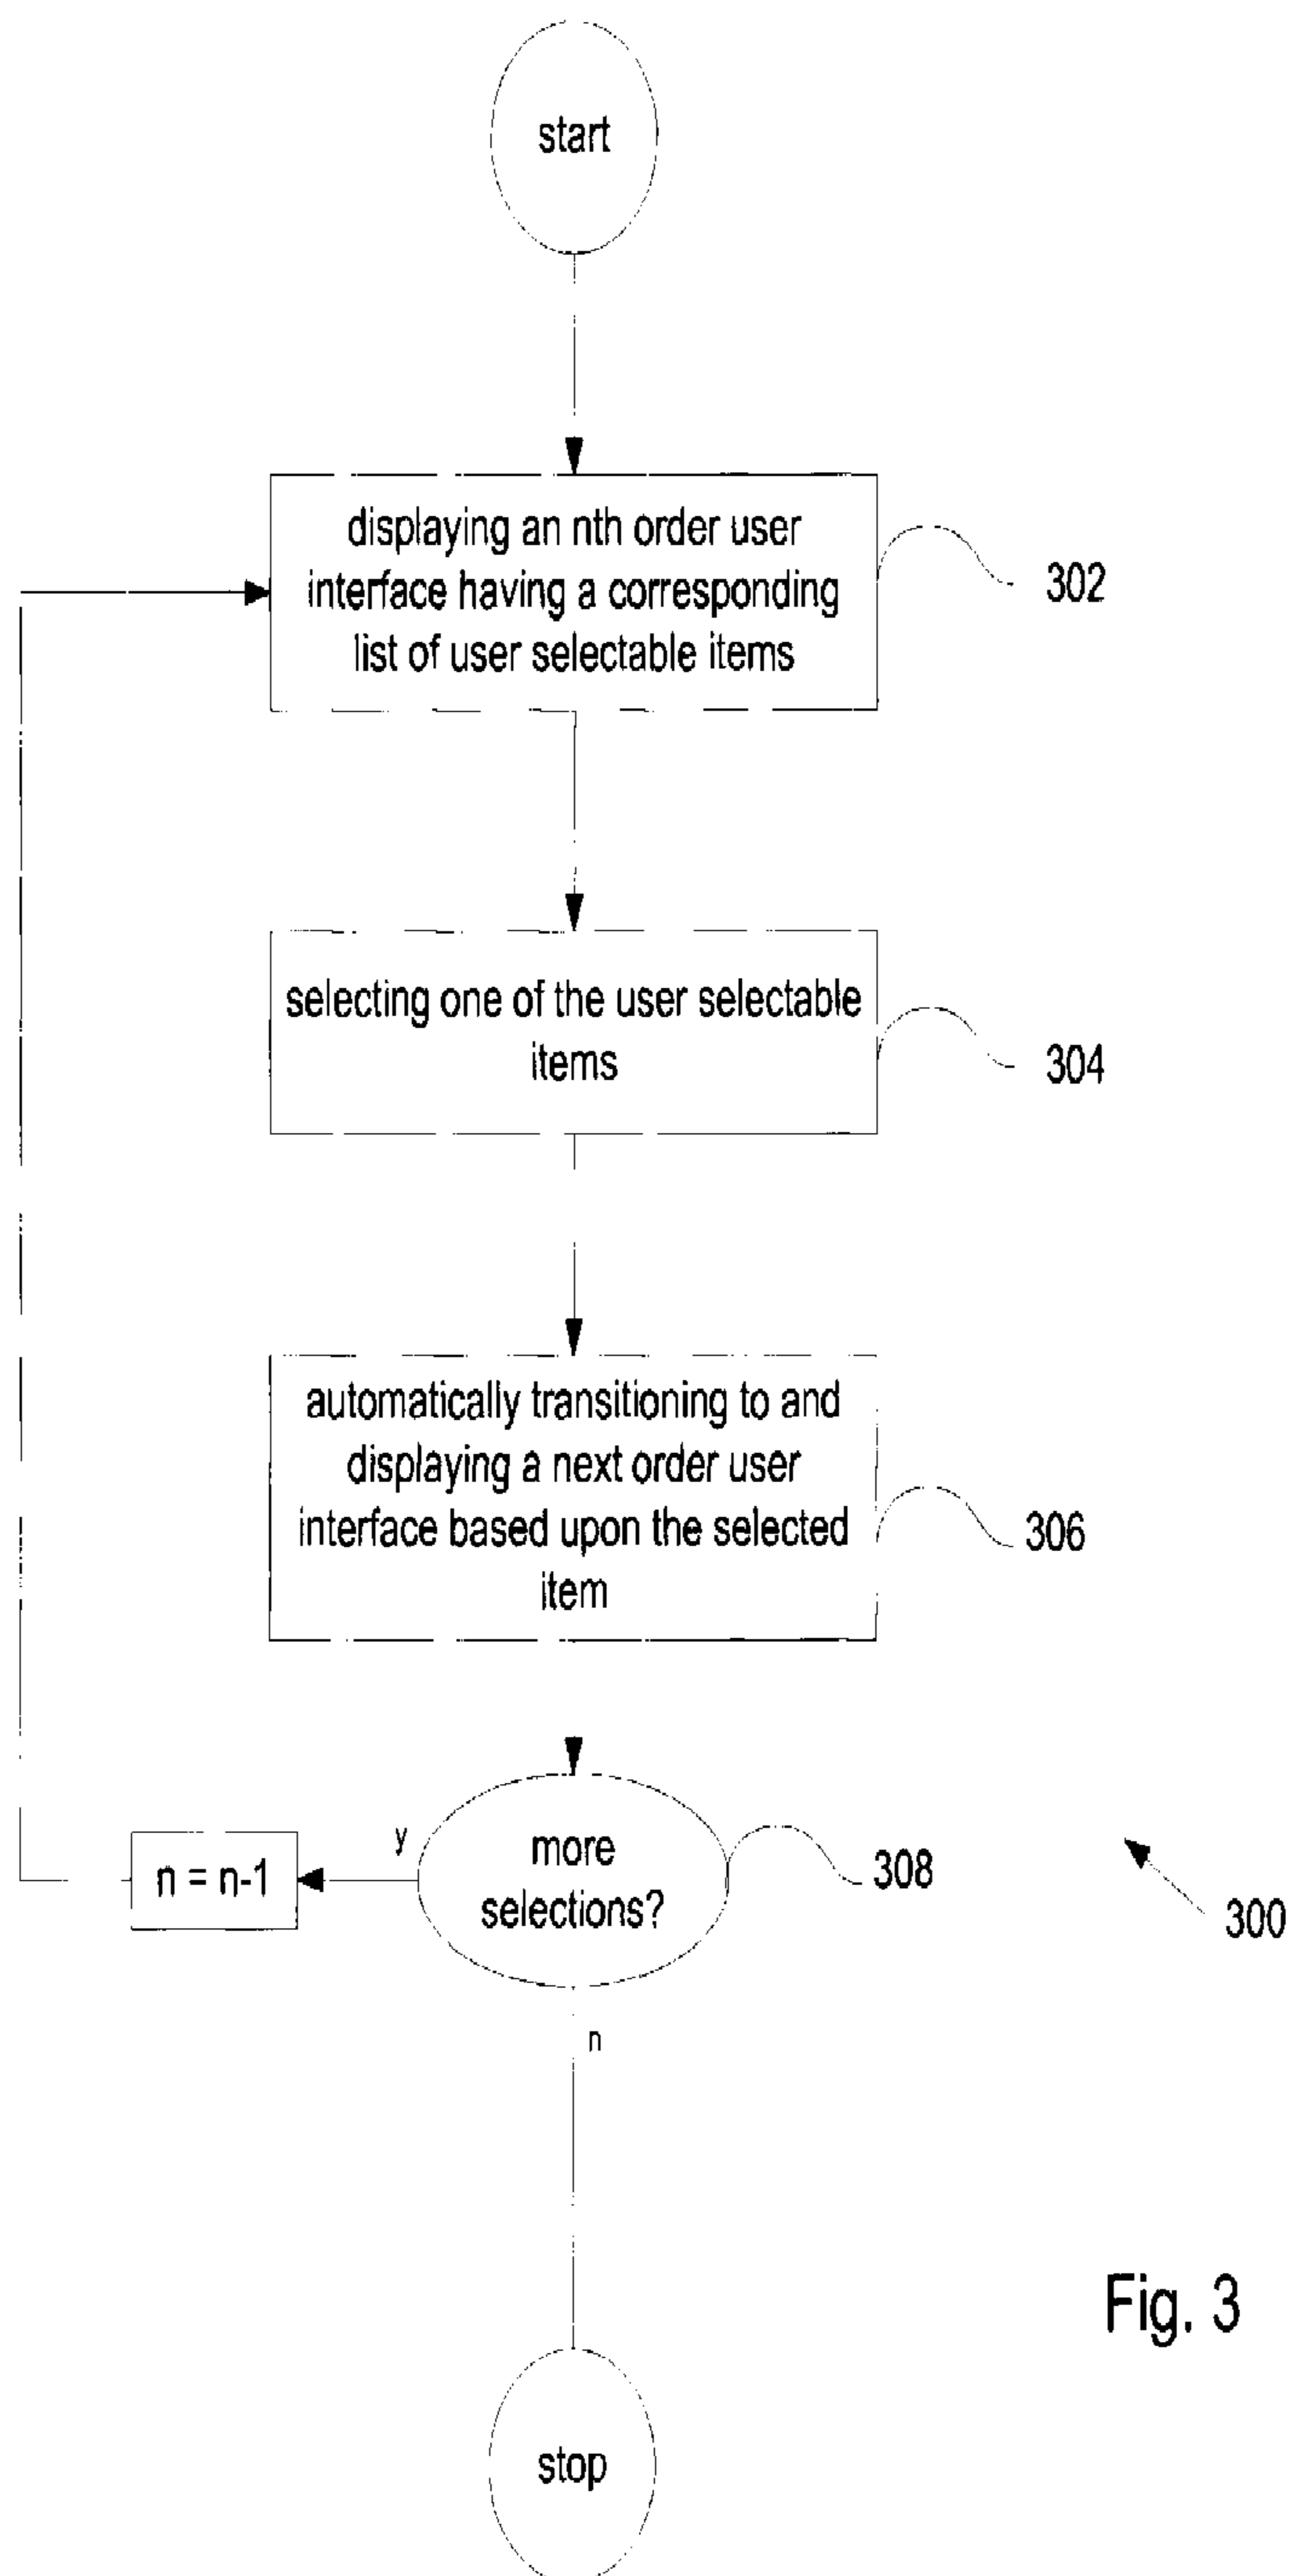 start
displaying an nth order user
interface having a corresponding
list of user selectable items
302
selecting one of the user selectable
items
304
automatically transitioning to and
displaying a next order user
interface based upon the selected
item
306
y
more
selections?
308
n = n-1
300
n
Fig. 3
stop